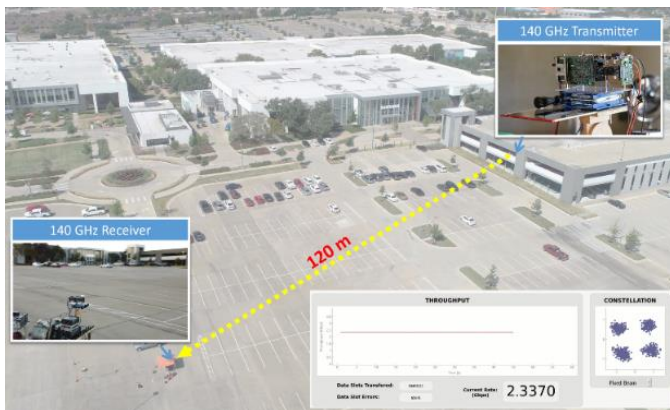 140 GHz Transmitter
140 GHz Receiver
120 m
THROUGHPUT
CONSTELLATION
Data Slots Transferred:
Data Slot Errors:
Current Rate:
(Gbps)
2.3370
Fixed Beam